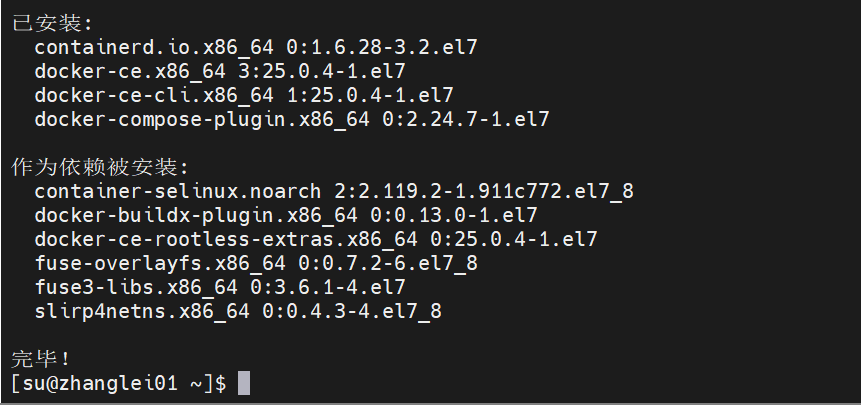 已安装:
containerd.io.x86_64 0:1.6.28-3.2.el7
docker-ce.x86_64 3:25.0.4-1.el7
docker-ce-cli.x86_64 1:25.0.4-1.el7
docker-compose-plugin.x86_64 0:2.24.7-1.el7
作为依赖被安装:
container-selinux.noarch 2:2.119.2-1.911c772.el7_8
docker-buildx-plugin.x86_64 0:0.13.0-1.el7
docker-ce-rootless-extras.x86_64 0:25.0.4-1.el7
fuse-overlayfs.x86_64 0:0.7.2-6.el7_8
fuse3-libs.x86_64 0:3.6.1-4.el7
slirp4netns.x86_64 0:0.4.3-4.el7_8
完毕！
[su@zhanglei01 ~]$